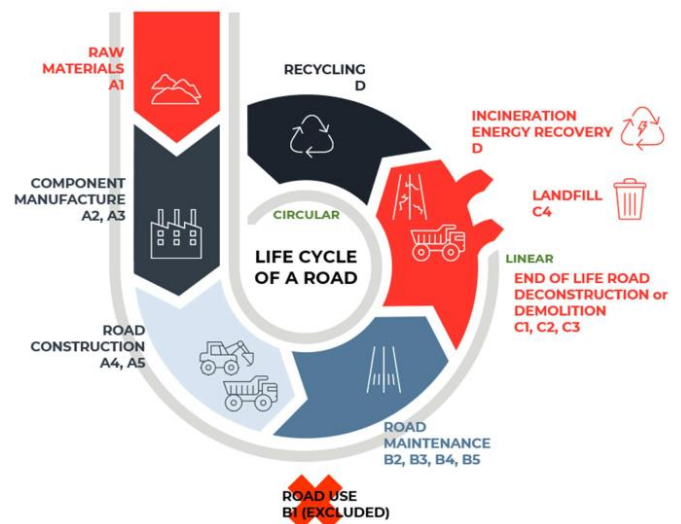 RAW
MATERIALS
A1
RECYCLING
D
INCINERATION
ENERGY RECOVERY
D
COMPONENT
MANUFACTURE
A2, A3
LANDFILL
C4
CIRCULAR
LIFE CYCLE
OF A ROAD
LINEAR
END OF LIFE ROAD
DECONSTRUCTION or
DEMOLITION
C1, C2, C3
ROAD
CONSTRUCTION
A4, A5
ROAD
MAINTENANCE
B2, B3, B4, B5
ROAD USE
B1 (EXCLUDED)